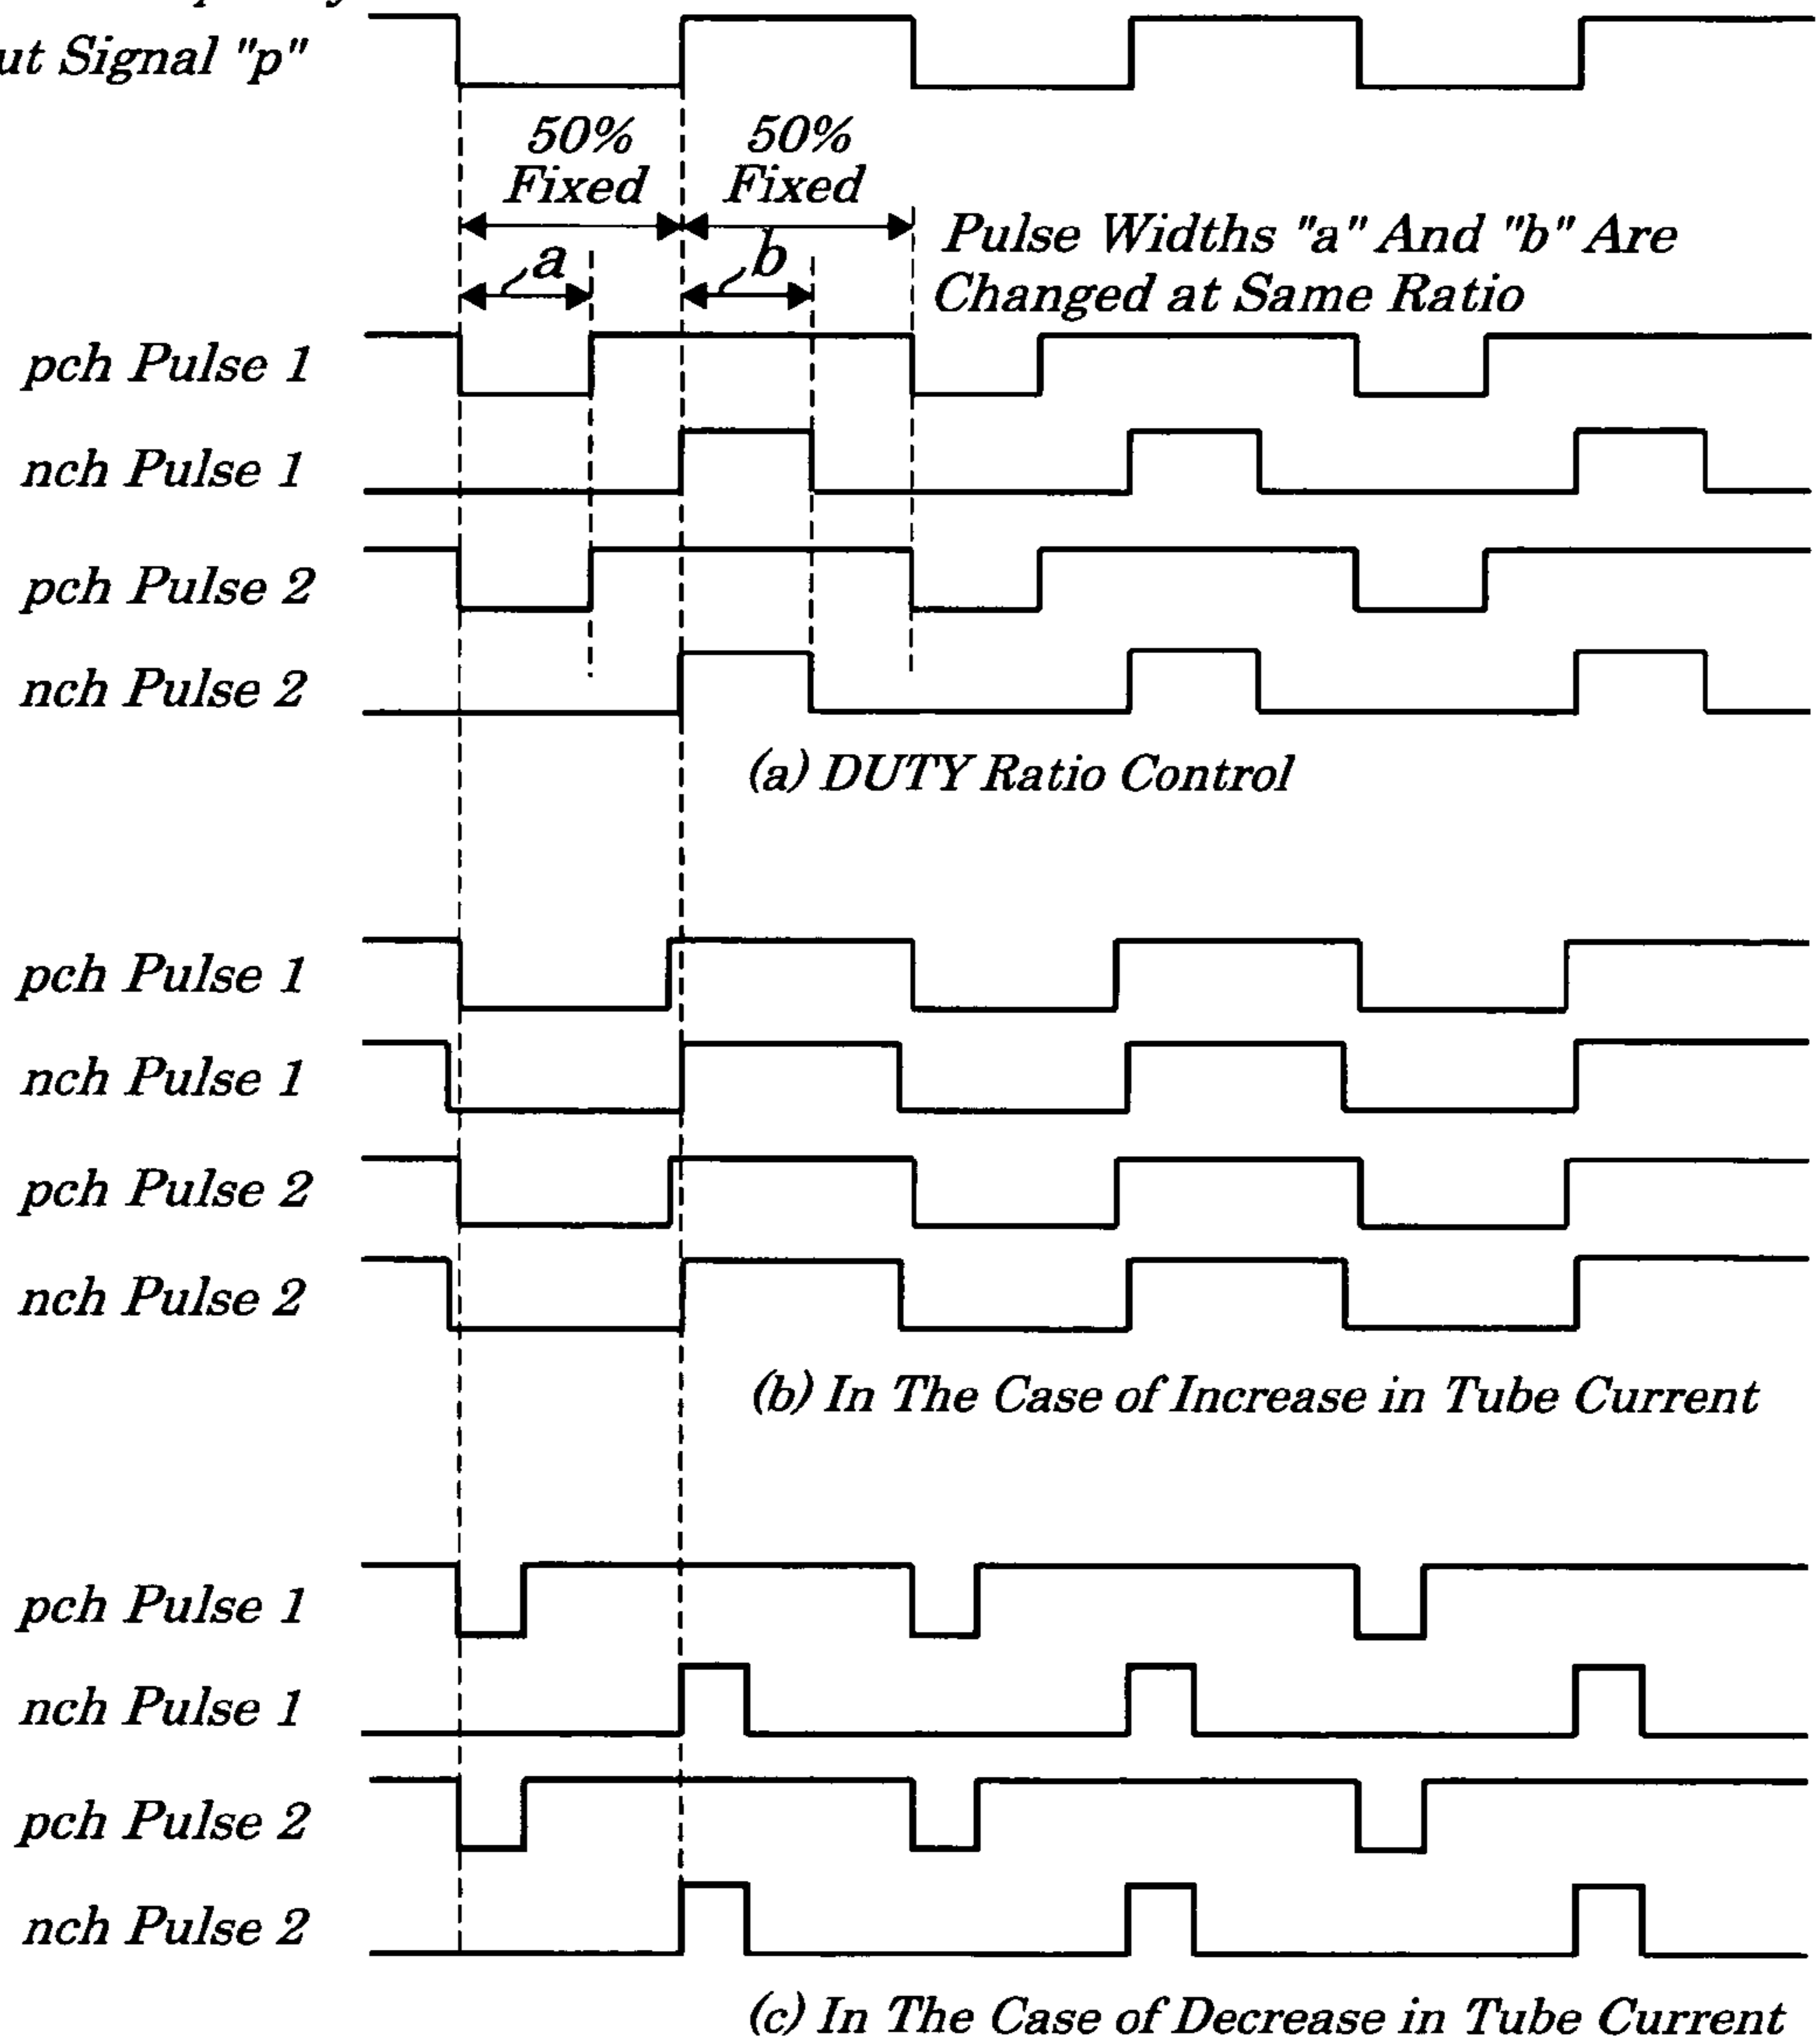 Signal "p"
50%
Fixed
50%
Fixed
a
b
Pulse Widths "a" And "b" Are
Changed at Same Ratio
pch Pulse 1
nch Pulse 1
pch Pulse 2
nch Pulse 2
(a) DUTY Ratio Control
pch Pulse 1
nch Pulse 1
pch Pulse 2
nch Pulse 2
(b) In The Case of Increase in Tube Current
pch Pulse 1
nch Pulse 1
pch Pulse 2
nch Pulse 2
(c) In The Case of Decrease in Tube Current